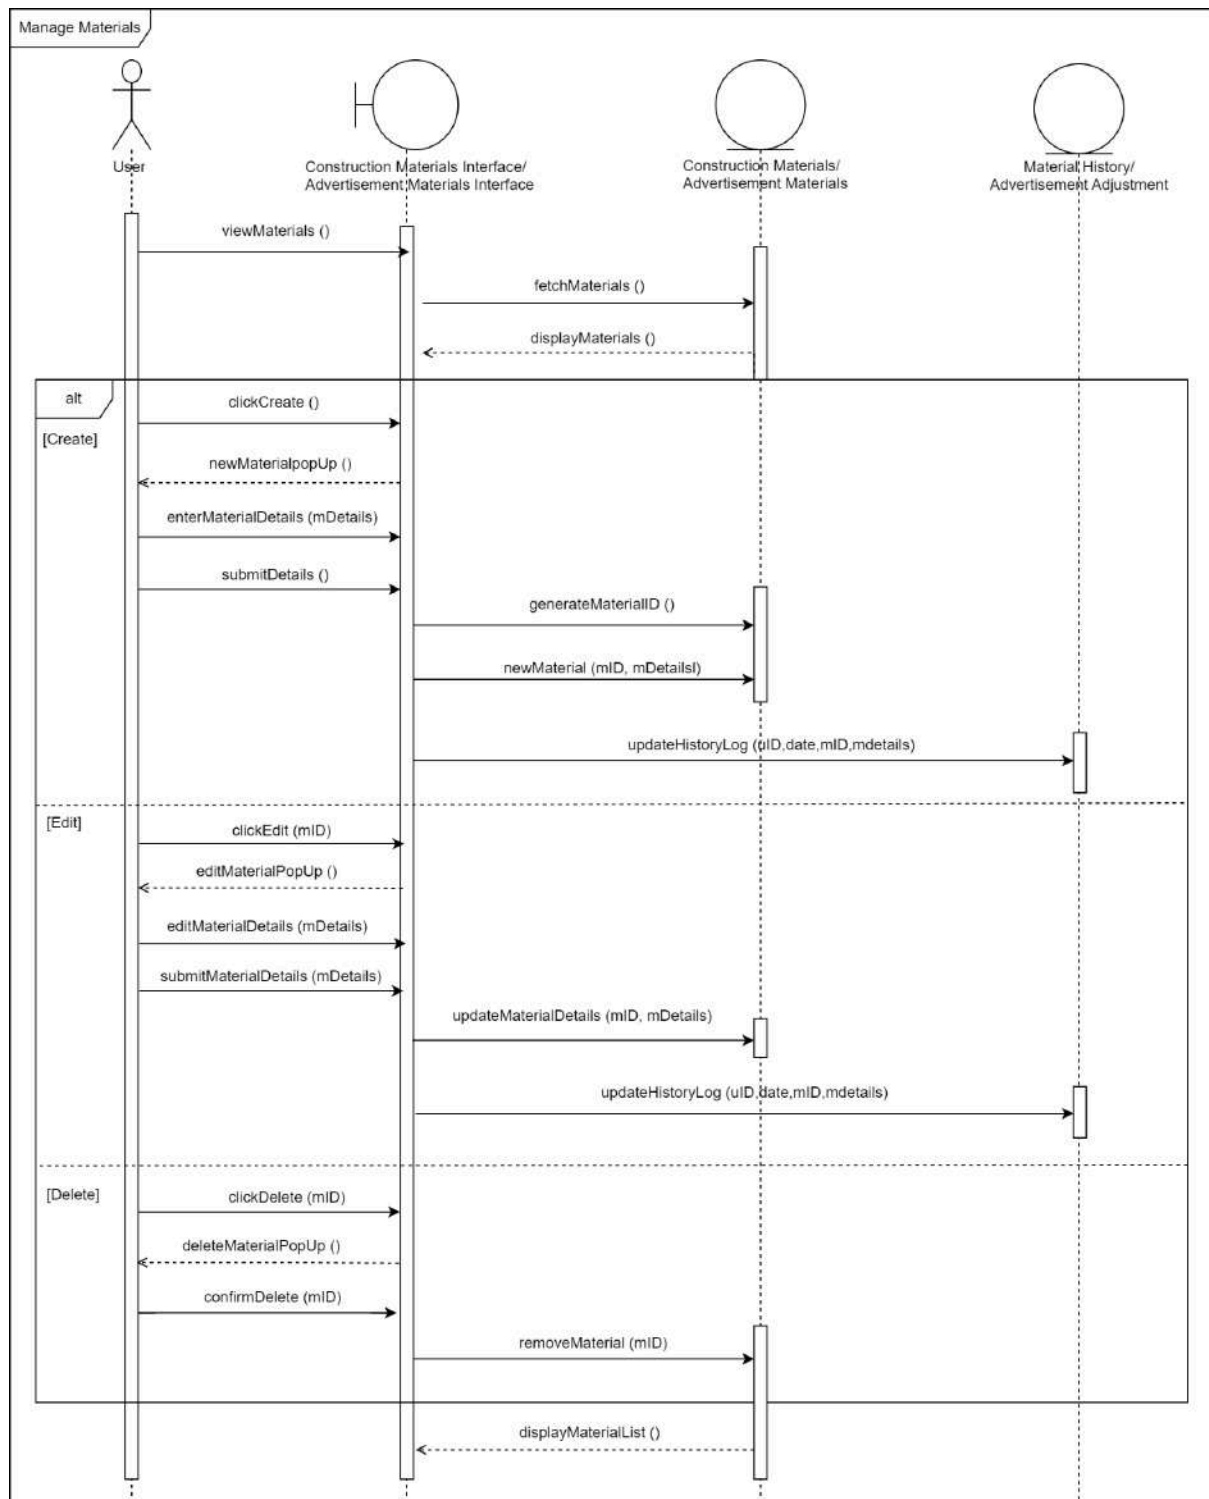 Manage Materials
User
Construction Materials Interface/
Advertisement Materials Interface
Construction Materials/
Advertisement Materials
Material History/
Advertisement Adjustment
viewMaterials ()
fetchMaterials ()
displayMaterials ()
alt
[Create]
clickCreate ()
newMaterialpopUp ()
enterMaterialDetails (mDetails)
submitDetails ()
generateMaterialID ()
newMaterial (mID, mDetailsI)
updateHistoryLog (uID,date,mID,mdetails)
[Edit]
clickEdit (mID)
editMaterialPopUp ()
editMaterialDetails (mDetails)
submitMaterialDetails (mDetails)
updateMaterialDetails (mID, mDetails)
updateHistoryLog (uID,date,mID,mdetails)
[Delete]
clickDelete (mID)
deleteMaterialPopUp ()
confirmDelete (mID)
removeMaterial (mID)
displayMaterialList ()